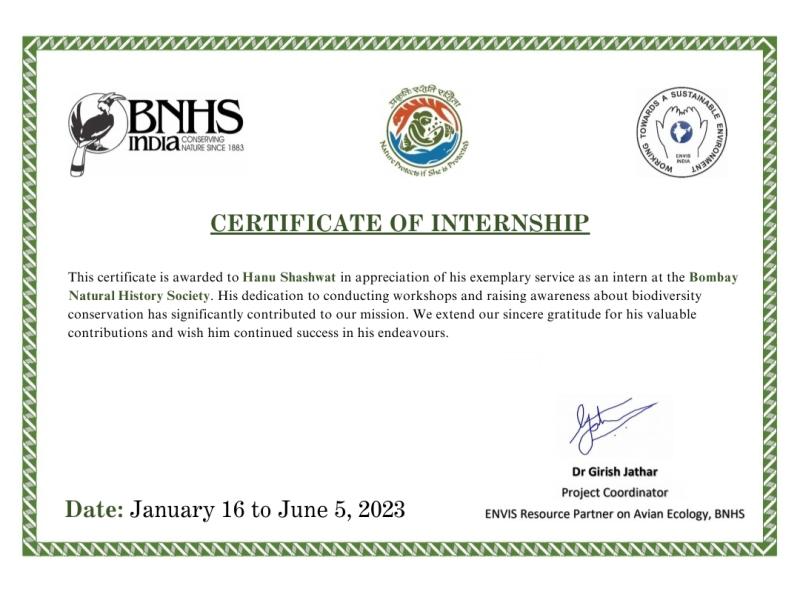 BNHS
India CONSERVING
NATURE SINCE 1883
प्रकृतिः रक्षति रक्षिता
Nature Protects if She is Protected
WORKING TOWARDS A SUSTAINABLE ENVIRONMENT
ENVIS
INDIA
CERTIFICATE OF INTERNSHIP
This certificate is awarded to Hanu Shashwat in appreciation of his exemplary service as an intern at the Bombay
Natural History Society. His dedication to conducting workshops and raising awareness about biodiversity
conservation has significantly contributed to our mission. We extend our sincere gratitude for his valuable
contributions and wish him continued success in his endeavours.
Dr Girish Jathar
Project Coordinator
ENVIS Resource Partner on Avian Ecology, BNHS
Date: January 16 to June 5, 2023